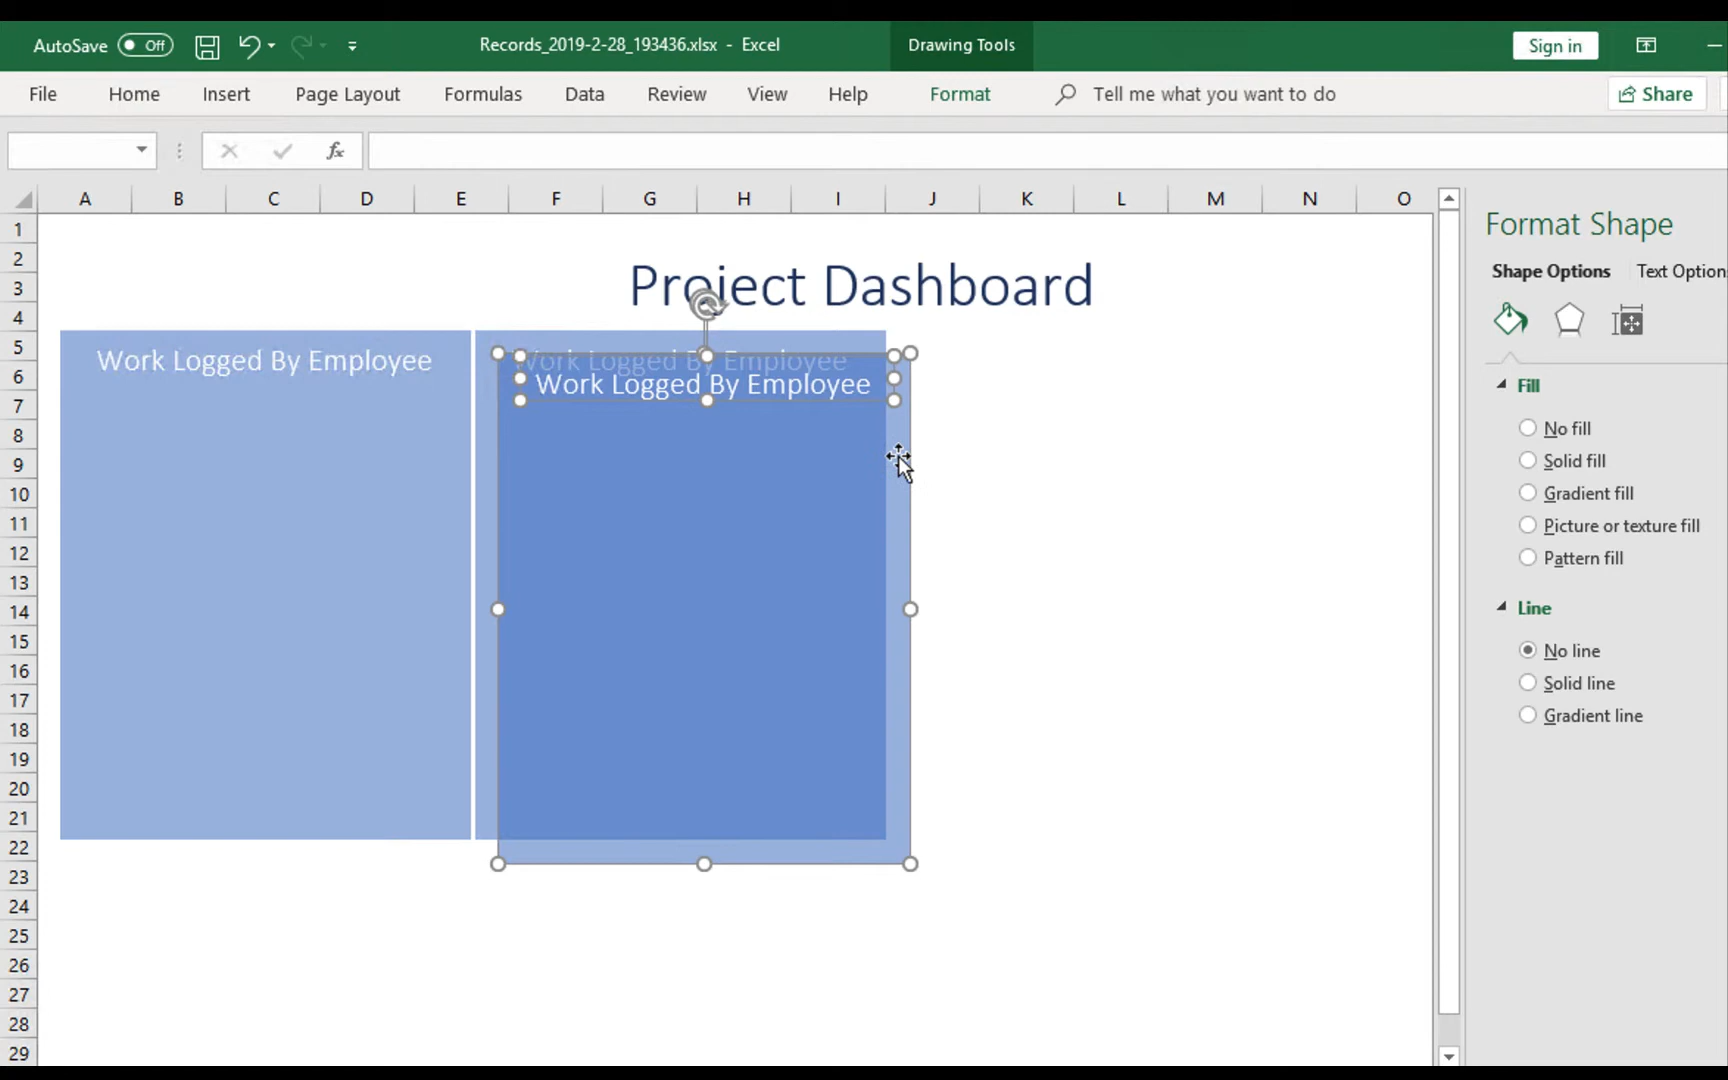 AutoSave Off Records_2019-2-28_193436.xlsx - Excel Drawing Tools Sign in
File Home Insert Page Layout Formulas Data Review View Help Format Tell me what you want to do Share
fx
A B C D E F G H I J K L M N O
1
2
3
4
5
6
7
8
9
10
11
12
13
14
15
16
17
18
19
20
21
22
23
24
25
26
27
28
29
Project Dashboard
Work Logged By Employee
Work Logged By Employee
Work Logged By Employee
Format Shape
Shape Options Text Option
Fill
No fill
Solid fill
Gradient fill
Picture or texture fill
Pattern fill
Line
No line
Solid line
Gradient line